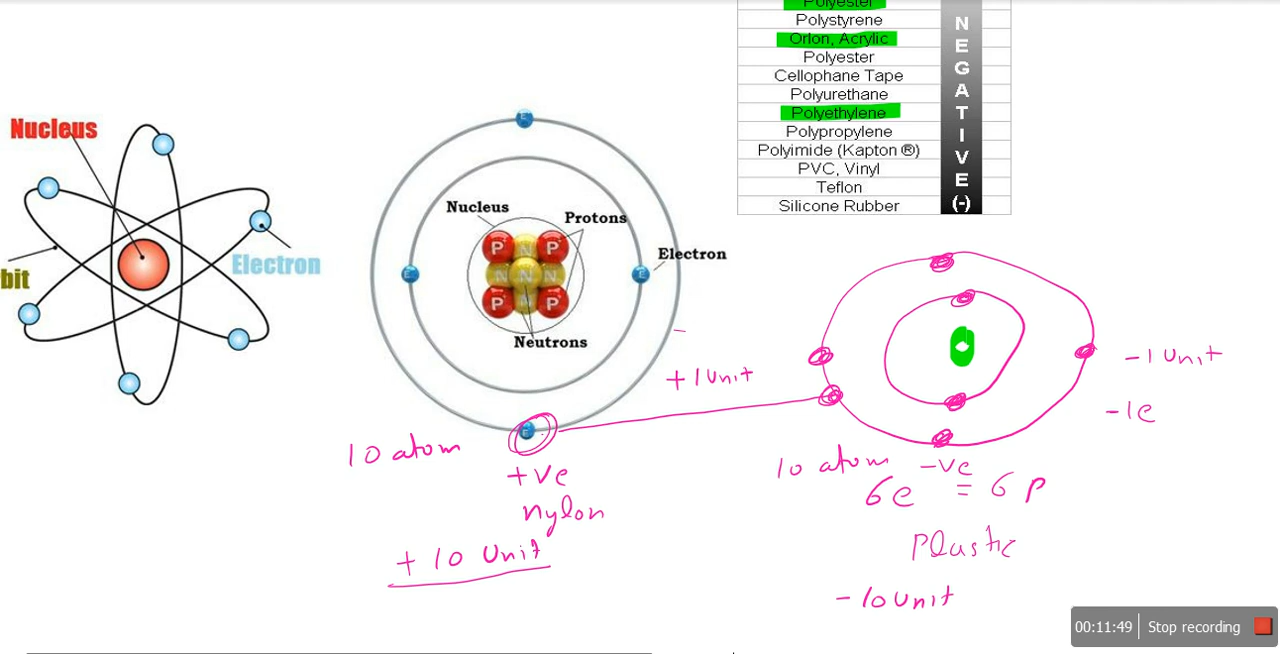 Polyester
Polystyrene
Orlon, Acrylic
Polyester
Cellophane Tape
Polyurethane
Polyethylene
Polypropylene
Polyimide (Kapton ®)
PVC, Vinyl
Teflon
Silicone Rubber
NEGATIVE (-)
Nucleus
Electron
bit
E
Nucleus
Protons
P N P
Electron
E N N N E
P N P
Neutrons
E
+1 Unit
-1 Unit
-1e
10 atom
+ve
nylon
+10 Unit
10 atom -ve
6e = 6P
Plastic
-10 Unit
00:11:49 Stop recording